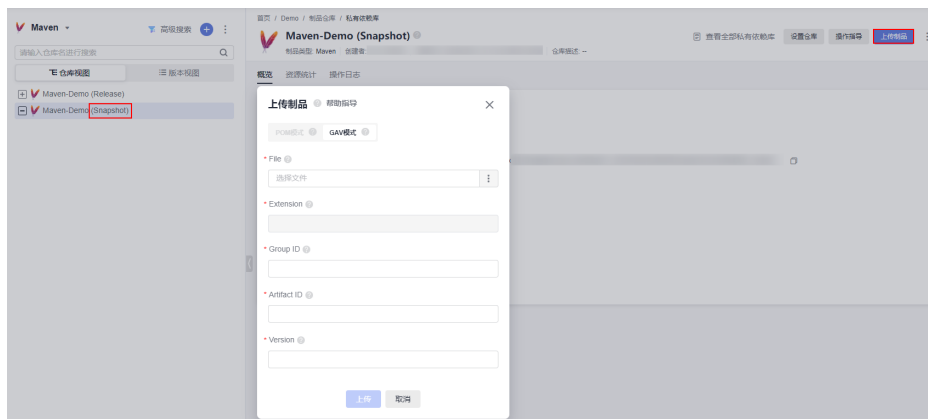 首页 / Demo / 制品仓库 / 私有依赖库
Maven
高级搜索
Maven-Demo (Snapshot)
查看全部私有依赖库 设置仓库 操作指导 上传制品
制品类型 Maven 创建者
仓库描述 --
请输入仓库名进行搜索
仓库视图 版本视图
概览 资源统计 操作日志
Maven-Demo (Release)
Maven-Demo (Snapshot)
上传制品 帮助指导
POM模式 GAV模式
* File
选择文件
* Extension
* Group ID
* Artifact ID
* Version
上传 取消